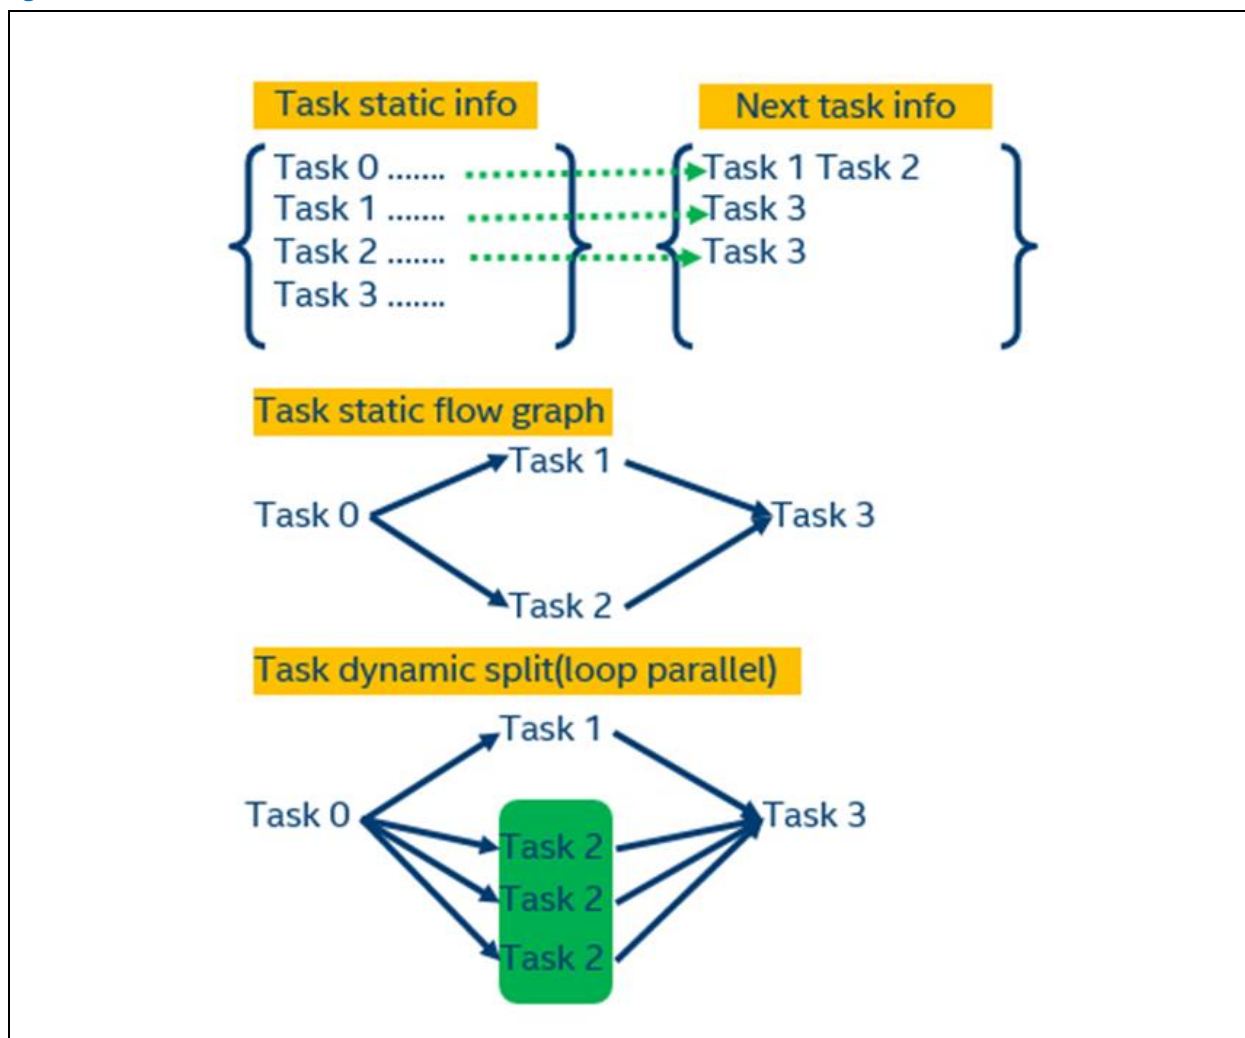 Task static info
Next task info
Task 0 ....... Task 1 Task 2
Task 1 ....... Task 3
Task 2 ....... Task 3
Task 3 .......
Task static flow graph
Task 1
Task 0
Task 3
Task 2
Task dynamic split(loop parallel)
Task 1
Task 0
Task 3
Task 2
Task 2
Task 2